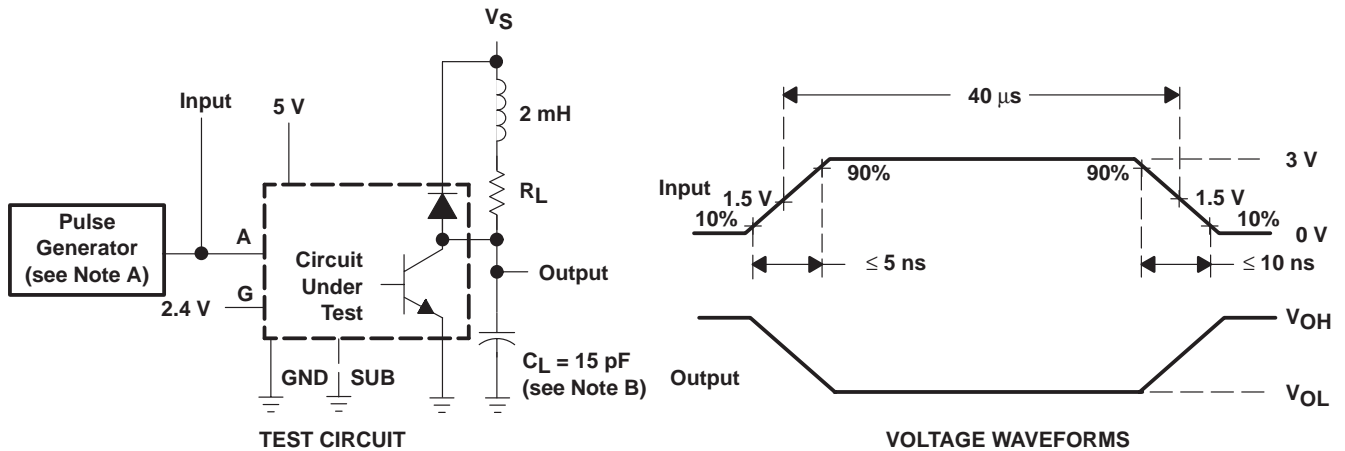 VS
Input
5 V
2 mH
RL
Pulse
Generator
(see Note A)
A
Circuit
Under
Test
Output
G
2.4 V
GND
SUB
CL = 15 pF
(see Note B)
TEST CIRCUIT
40 μs
3 V
90%
90%
Input
1.5 V
1.5 V
10%
10%
0 V
≤ 5 ns
≤ 10 ns
VOH
Output
VOL
VOLTAGE WAVEFORMS